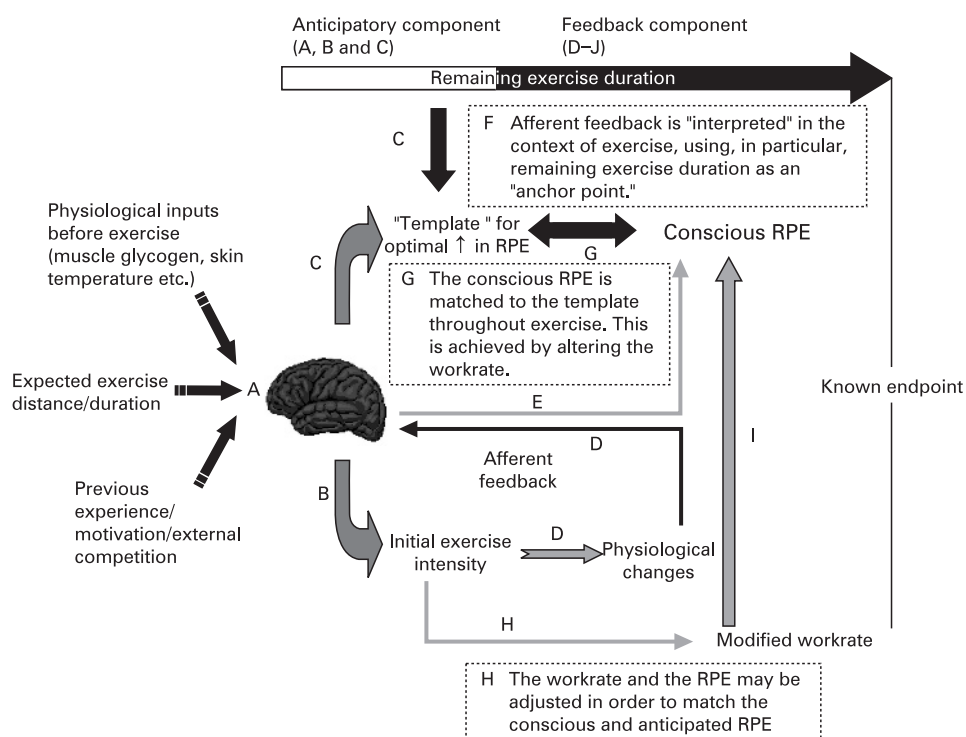 Anticipatory component
(A, B and C)
Feedback component
(D–J)
Remaining exercise duration
C
F Afferent feedback is "interpreted" in the
context of exercise, using, in particular,
remaining exercise duration as an
"anchor point."
Physiological inputs
before exercise
(muscle glycogen, skin
temperature etc.)
C
"Template " for
optimal ↑ in RPE
G
Conscious RPE
G The conscious RPE is
matched to the template
throughout exercise. This
is achieved by altering the
workrate.
Expected exercise
distance/duration
A
Known endpoint
E
D
I
Afferent
feedback
Previous
experience/
motivation/external
competition
B
Initial exercise
intensity
D
Physiological
changes
H
Modified workrate
H The workrate and the RPE may be
adjusted in order to match the
conscious and anticipated RPE